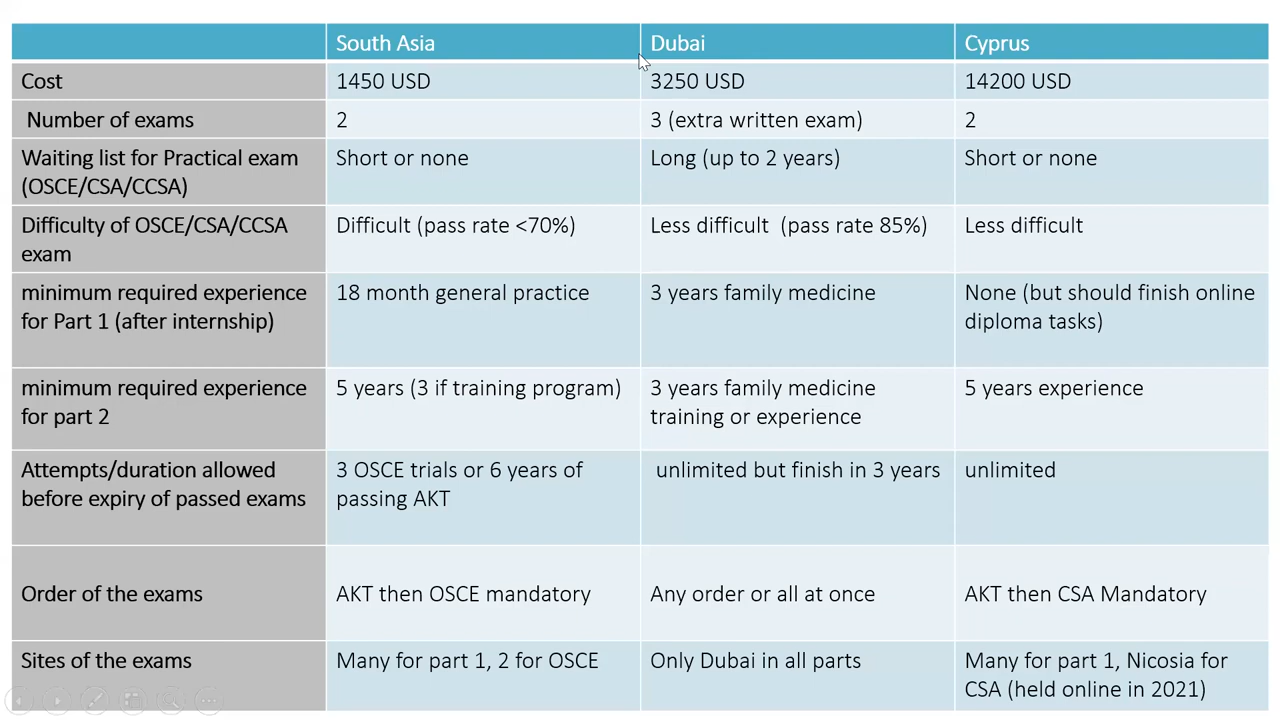 South Asia
Dubai
Cyprus
Cost
1450 USD
3250 USD
14200 USD
Number of exams
2
3 (extra written exam)
2
Waiting list for Practical exam
(OSCE/CSA/CCSA)
Short or none
Long (up to 2 years)
Short or none
Difficulty of OSCE/CSA/CCSA
exam
Difficult (pass rate <70%)
Less difficult  (pass rate 85%)
Less difficult
minimum required experience
for Part 1 (after internship)
18 month general practice
3 years family medicine
None (but should finish online
diploma tasks)
minimum required experience
for part 2
5 years (3 if training program)
3 years family medicine
training or experience
5 years experience
Attempts/duration allowed
before expiry of passed exams
3 OSCE trials or 6 years of
passing AKT
unlimited but finish in 3 years
unlimited
Order of the exams
AKT then OSCE mandatory
Any order or all at once
AKT then CSA Mandatory
Sites of the exams
Many for part 1, 2 for OSCE
Only Dubai in all parts
Many for part 1, Nicosia for
CSA (held online in 2021)